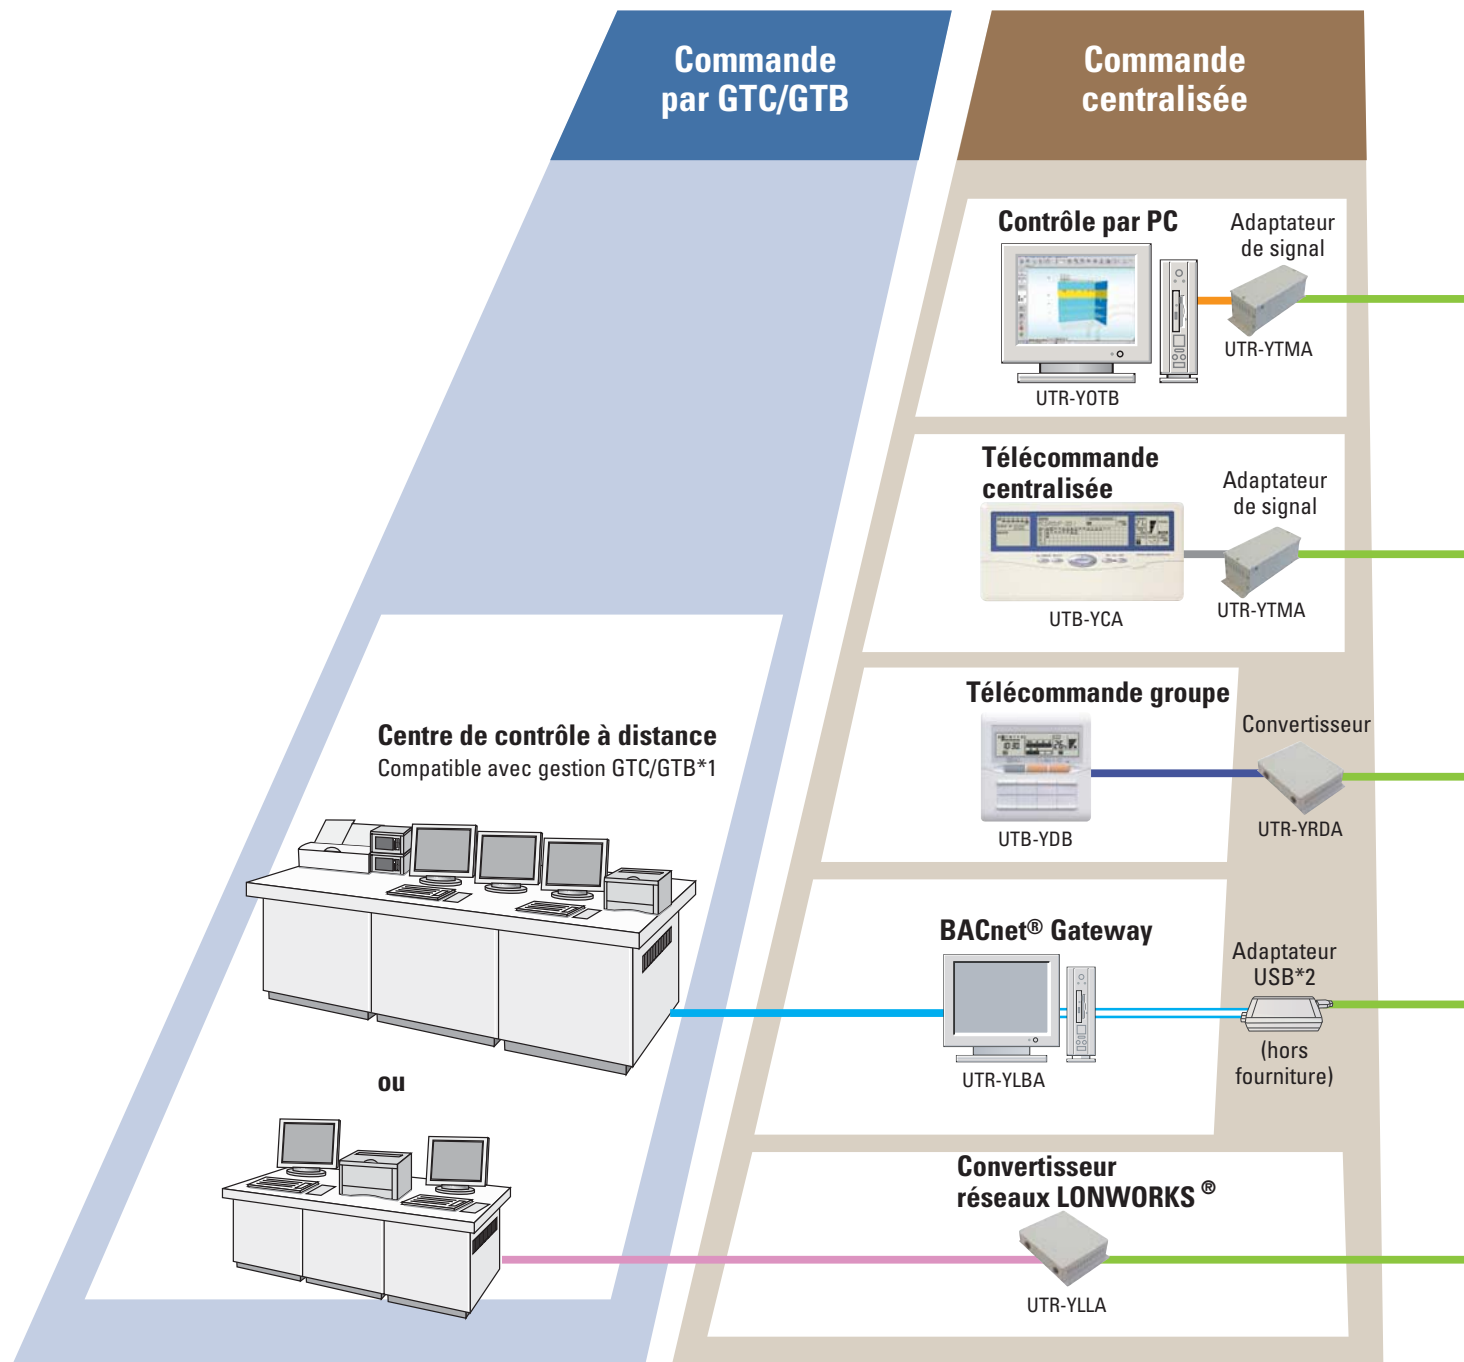 Commande
par GTC/GTB
Commande
centralisée
Contrôle par PC
Adaptateur
de signal
UTR-YTMA
UTR-YOTB
Télécommande
centralisée
Adaptateur
de signal
UTB-YCA
UTR-YTMA
Télécommande groupe
Convertisseur
UTB-YDB
UTR-YRDA
Centre de contrôle à distance
Compatible avec gestion GTC/GTB*1
BACnet® Gateway
Adaptateur
USB*2
(hors
fourniture)
UTR-YLBA
ou
Convertisseur
réseaux LONWORKS ®
UTR-YLLA